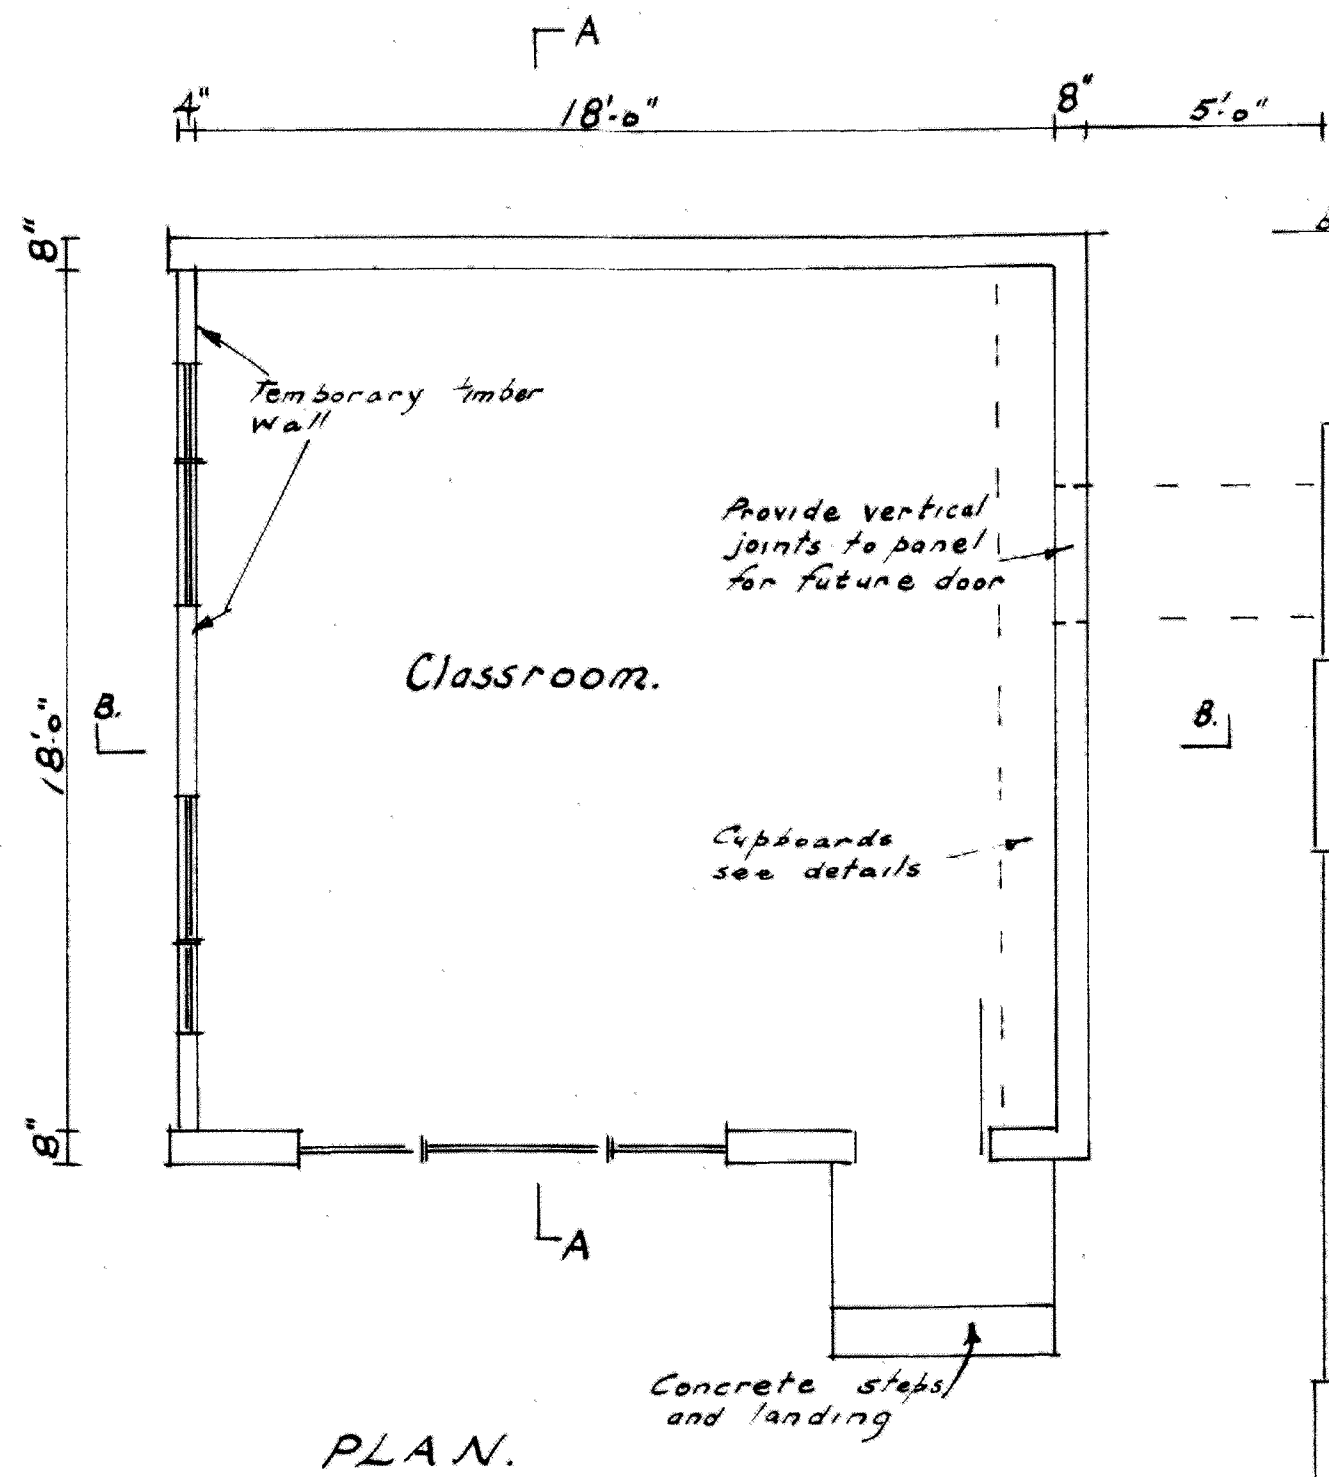 A
4" 18'-0" 8" 5'-0"
8"
Temporary timber
wall
Provide vertical
joints to panel
for future door
Classroom.
18'-0"
B. B.
Cupboards
see details
8"
A
Concrete steps
and landing
PLAN.